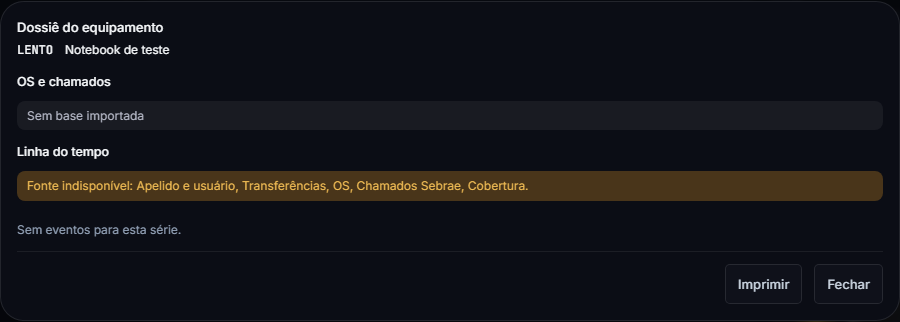 Dossiê do equipamento
LENTO Notebook de teste
OS e chamados
Sem base importada
Linha do tempo
Fonte indisponível: Apelido e usuário, Transferências, OS, Chamados Sebrae, Cobertura.
Sem eventos para esta série.
Imprimir Fechar